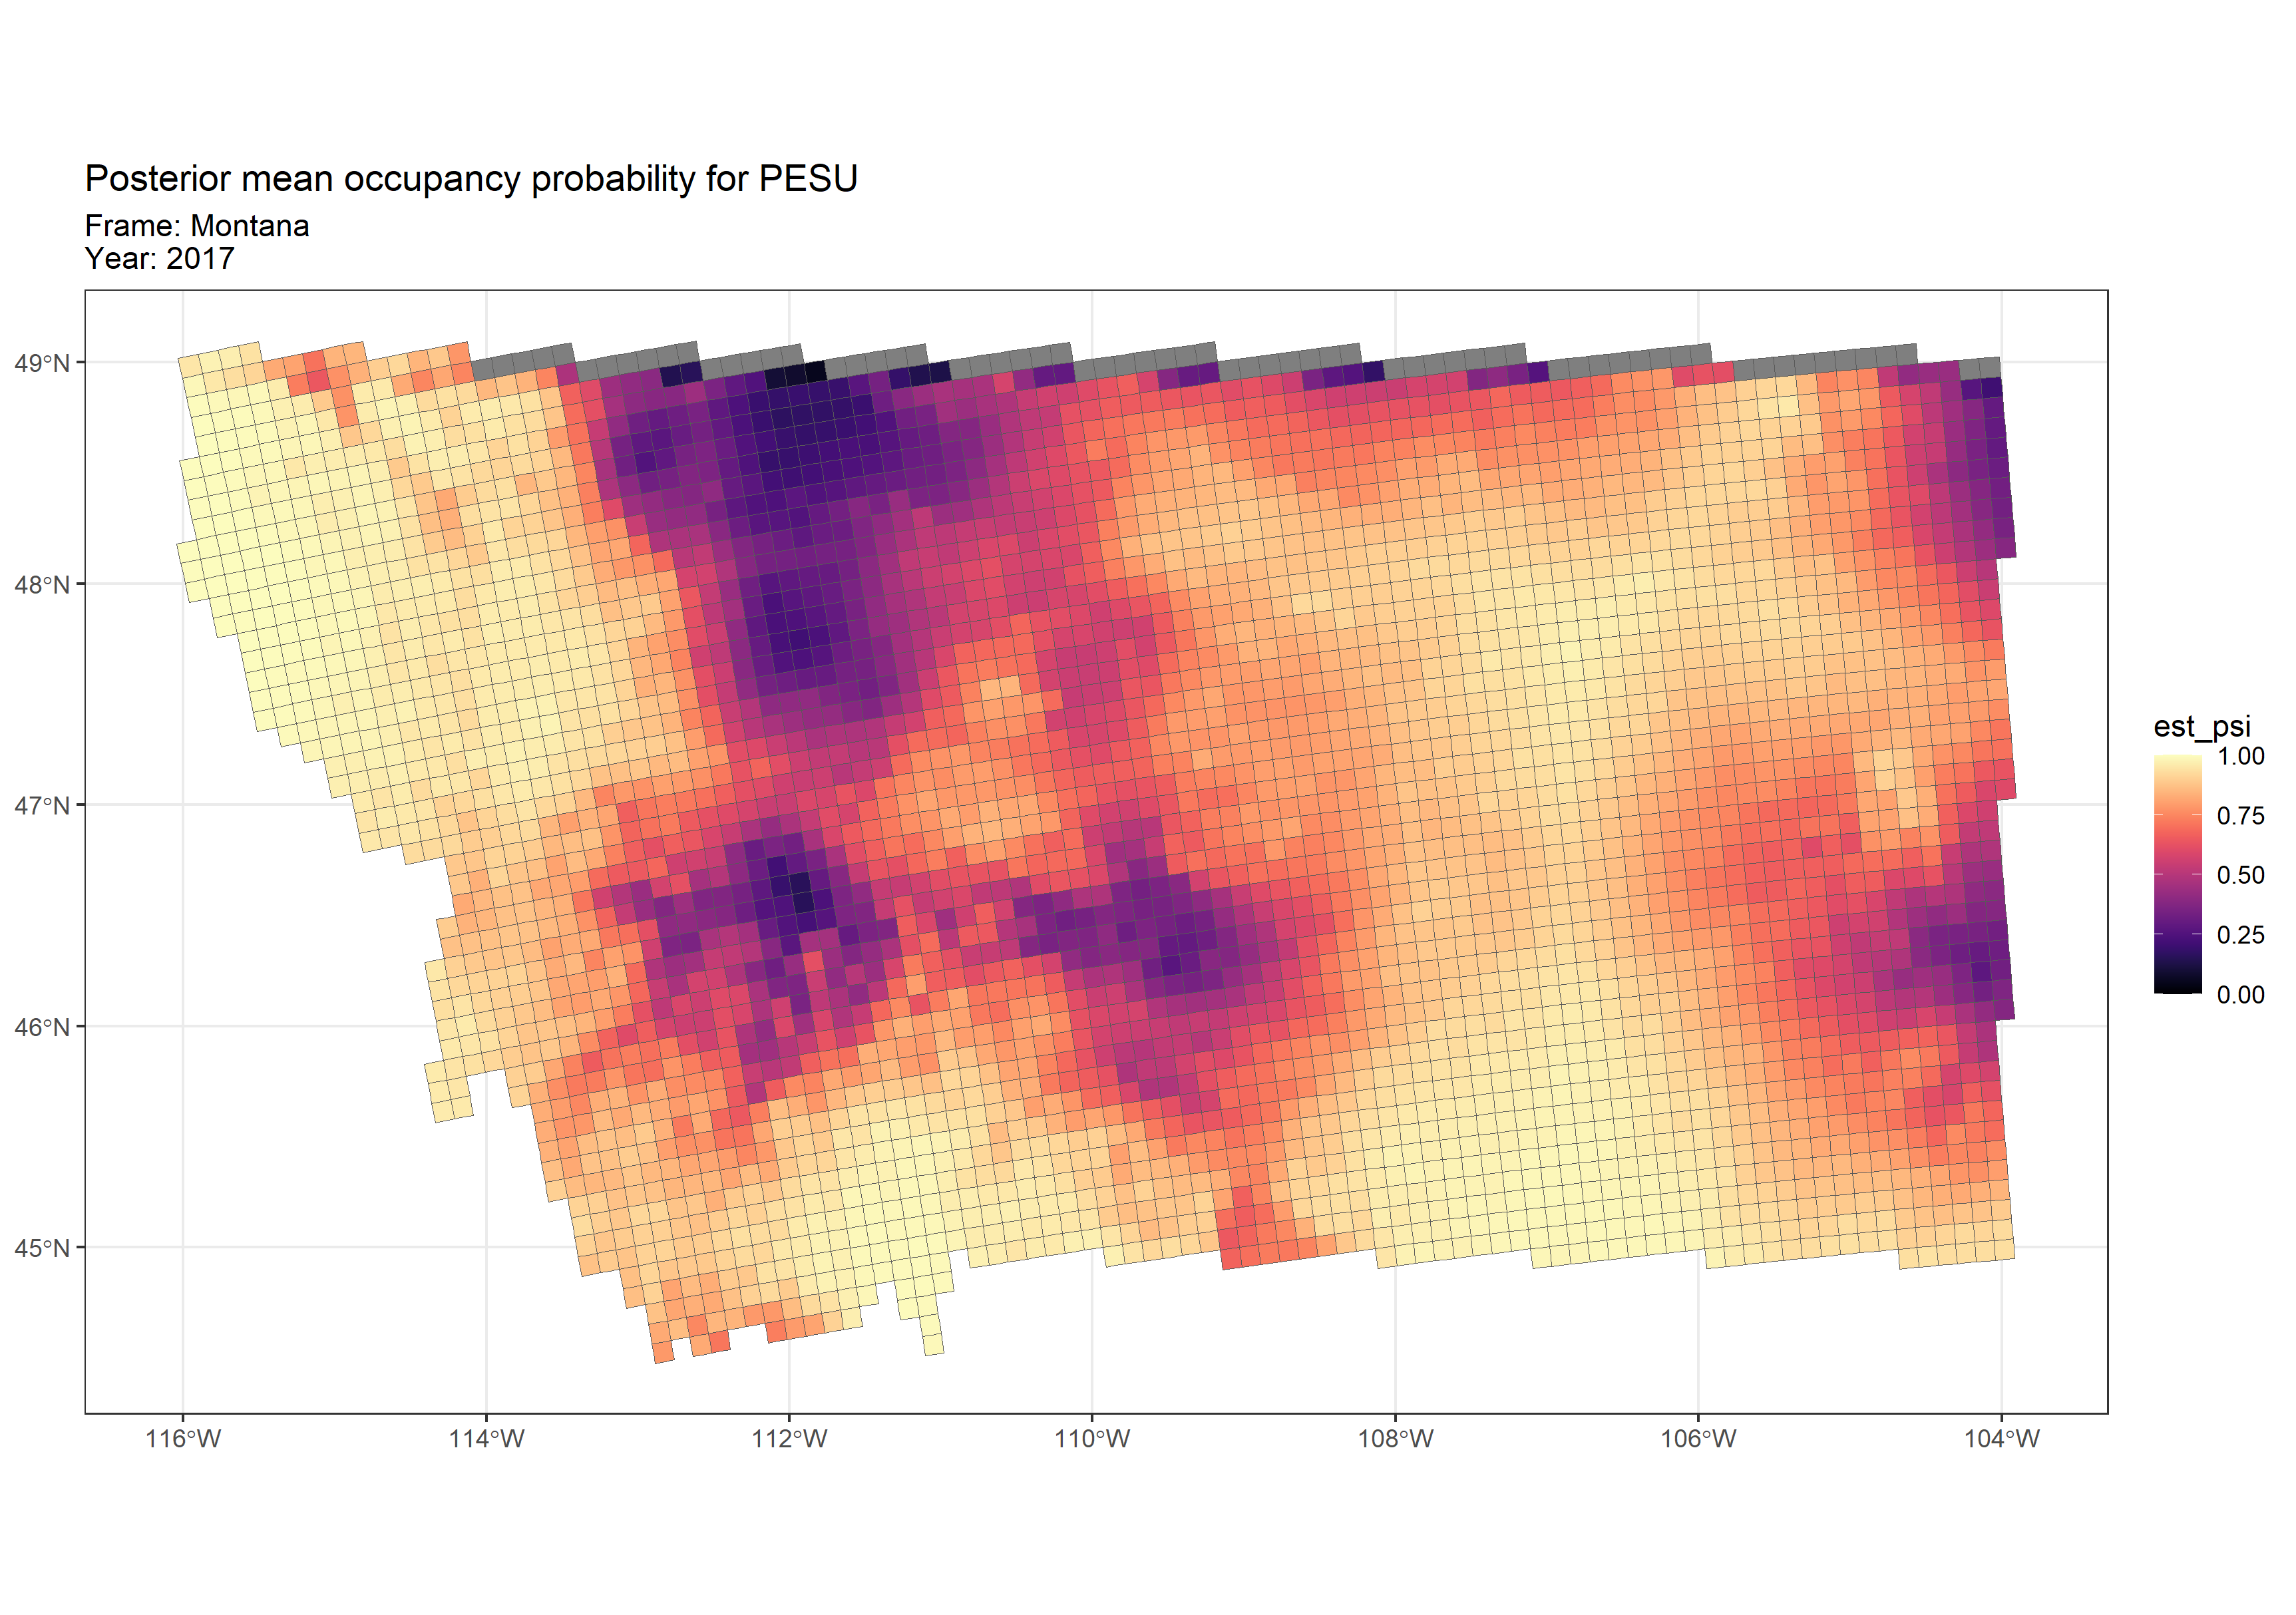 Posterior mean occupancy probability for PESU
Frame: Montana
Year: 2017
49°N
48°N
47°N
46°N
45°N
116°W
114°W
112°W
110°W
108°W
106°W
104°W
est_psi
1.00
0.75
0.50
0.25
0.00